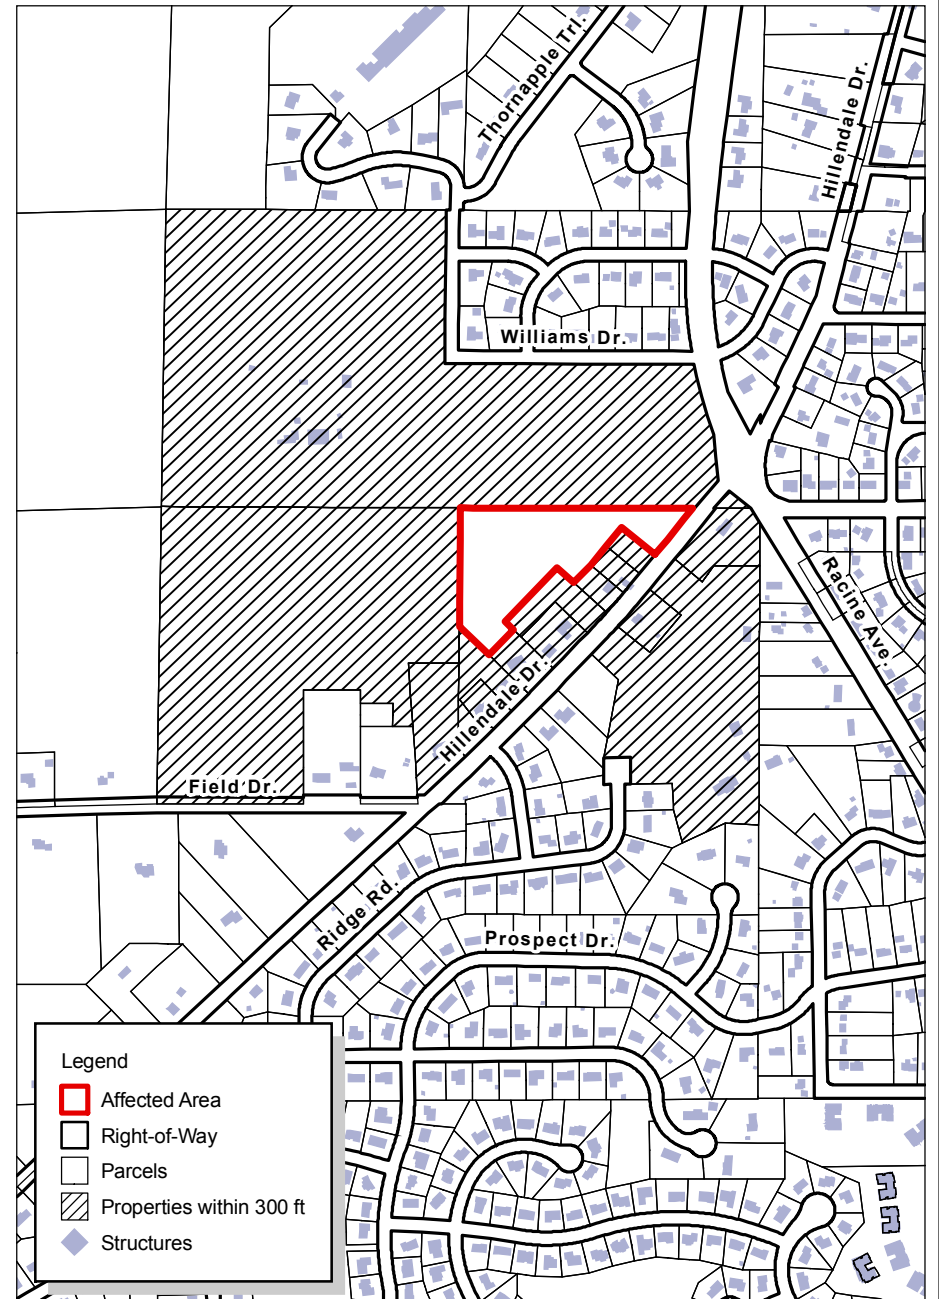 Thornapple Trl.
Hillendale Dr.
Williams Dr.
Racine Ave.
Hillendale Dr.
Field Dr.
Ridge Rd.
Prospect Dr.
Legend
Affected Area
Right-of-Way
Parcels
Properties within 300 ft
Structures